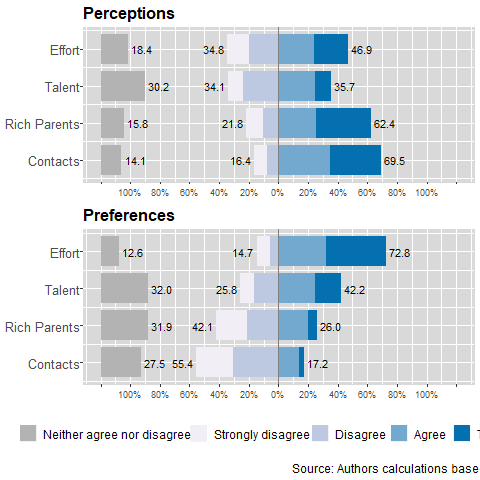 Perceptions
Effort 18.4 34.8 46.9
Talent 30.2 34.1 35.7
Rich Parents 15.8 21.8 62.4
Contacts 14.1 16.4 69.5
100% 80% 60% 40% 20% 0% 20% 40% 60% 80% 100%
Preferences
Effort 12.6 14.7 72.8
Talent 32.0 25.8 42.2
Rich Parents 31.9 42.1 26.0
Contacts 27.5 55.4 17.2
100% 80% 60% 40% 20% 0% 20% 40% 60% 80% 100%
Neither agree nor disagree Strongly disagree Disagree Agree
Source: Authors calculations base